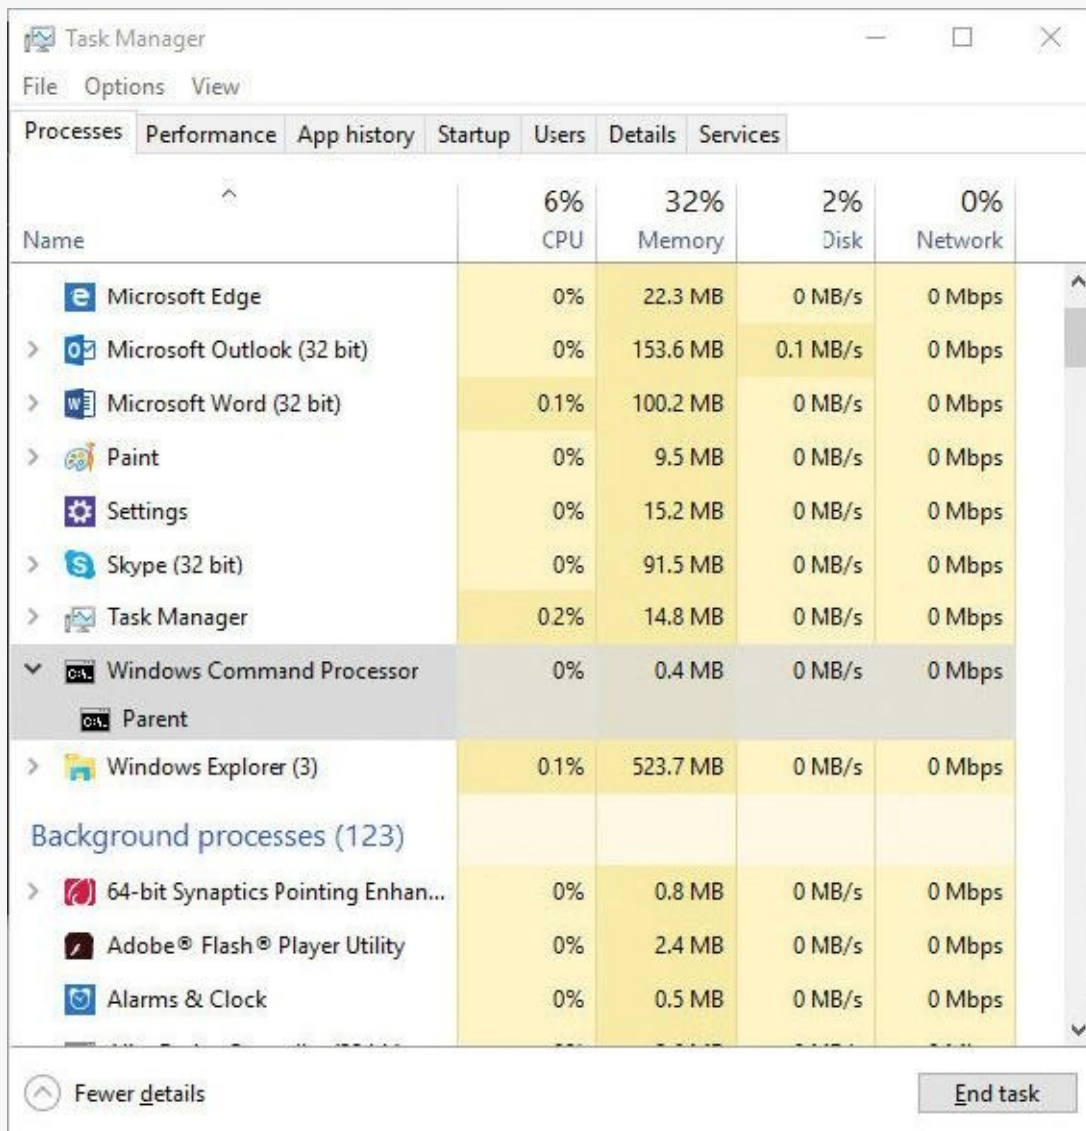 Task Manager
File Options View
Processes Performance App history Startup Users Details Services
6% 32% 2% 0%
Name CPU Memory Disk Network
Microsoft Edge 0% 22.3 MB 0 MB/s 0 Mbps
Microsoft Outlook (32 bit) 0% 153.6 MB 0.1 MB/s 0 Mbps
Microsoft Word (32 bit) 0.1% 100.2 MB 0 MB/s 0 Mbps
Paint 0% 9.5 MB 0 MB/s 0 Mbps
Settings 0% 15.2 MB 0 MB/s 0 Mbps
Skype (32 bit) 0% 91.5 MB 0 MB/s 0 Mbps
Task Manager 0.2% 14.8 MB 0 MB/s 0 Mbps
Windows Command Processor 0% 0.4 MB 0 MB/s 0 Mbps
Parent
Windows Explorer (3) 0.1% 523.7 MB 0 MB/s 0 Mbps
Background processes (123)
64-bit Synaptics Pointing Enhan... 0% 0.8 MB 0 MB/s 0 Mbps
Adobe® Flash® Player Utility 0% 2.4 MB 0 MB/s 0 Mbps
Alarms & Clock 0% 0.5 MB 0 MB/s 0 Mbps
Fewer details End task